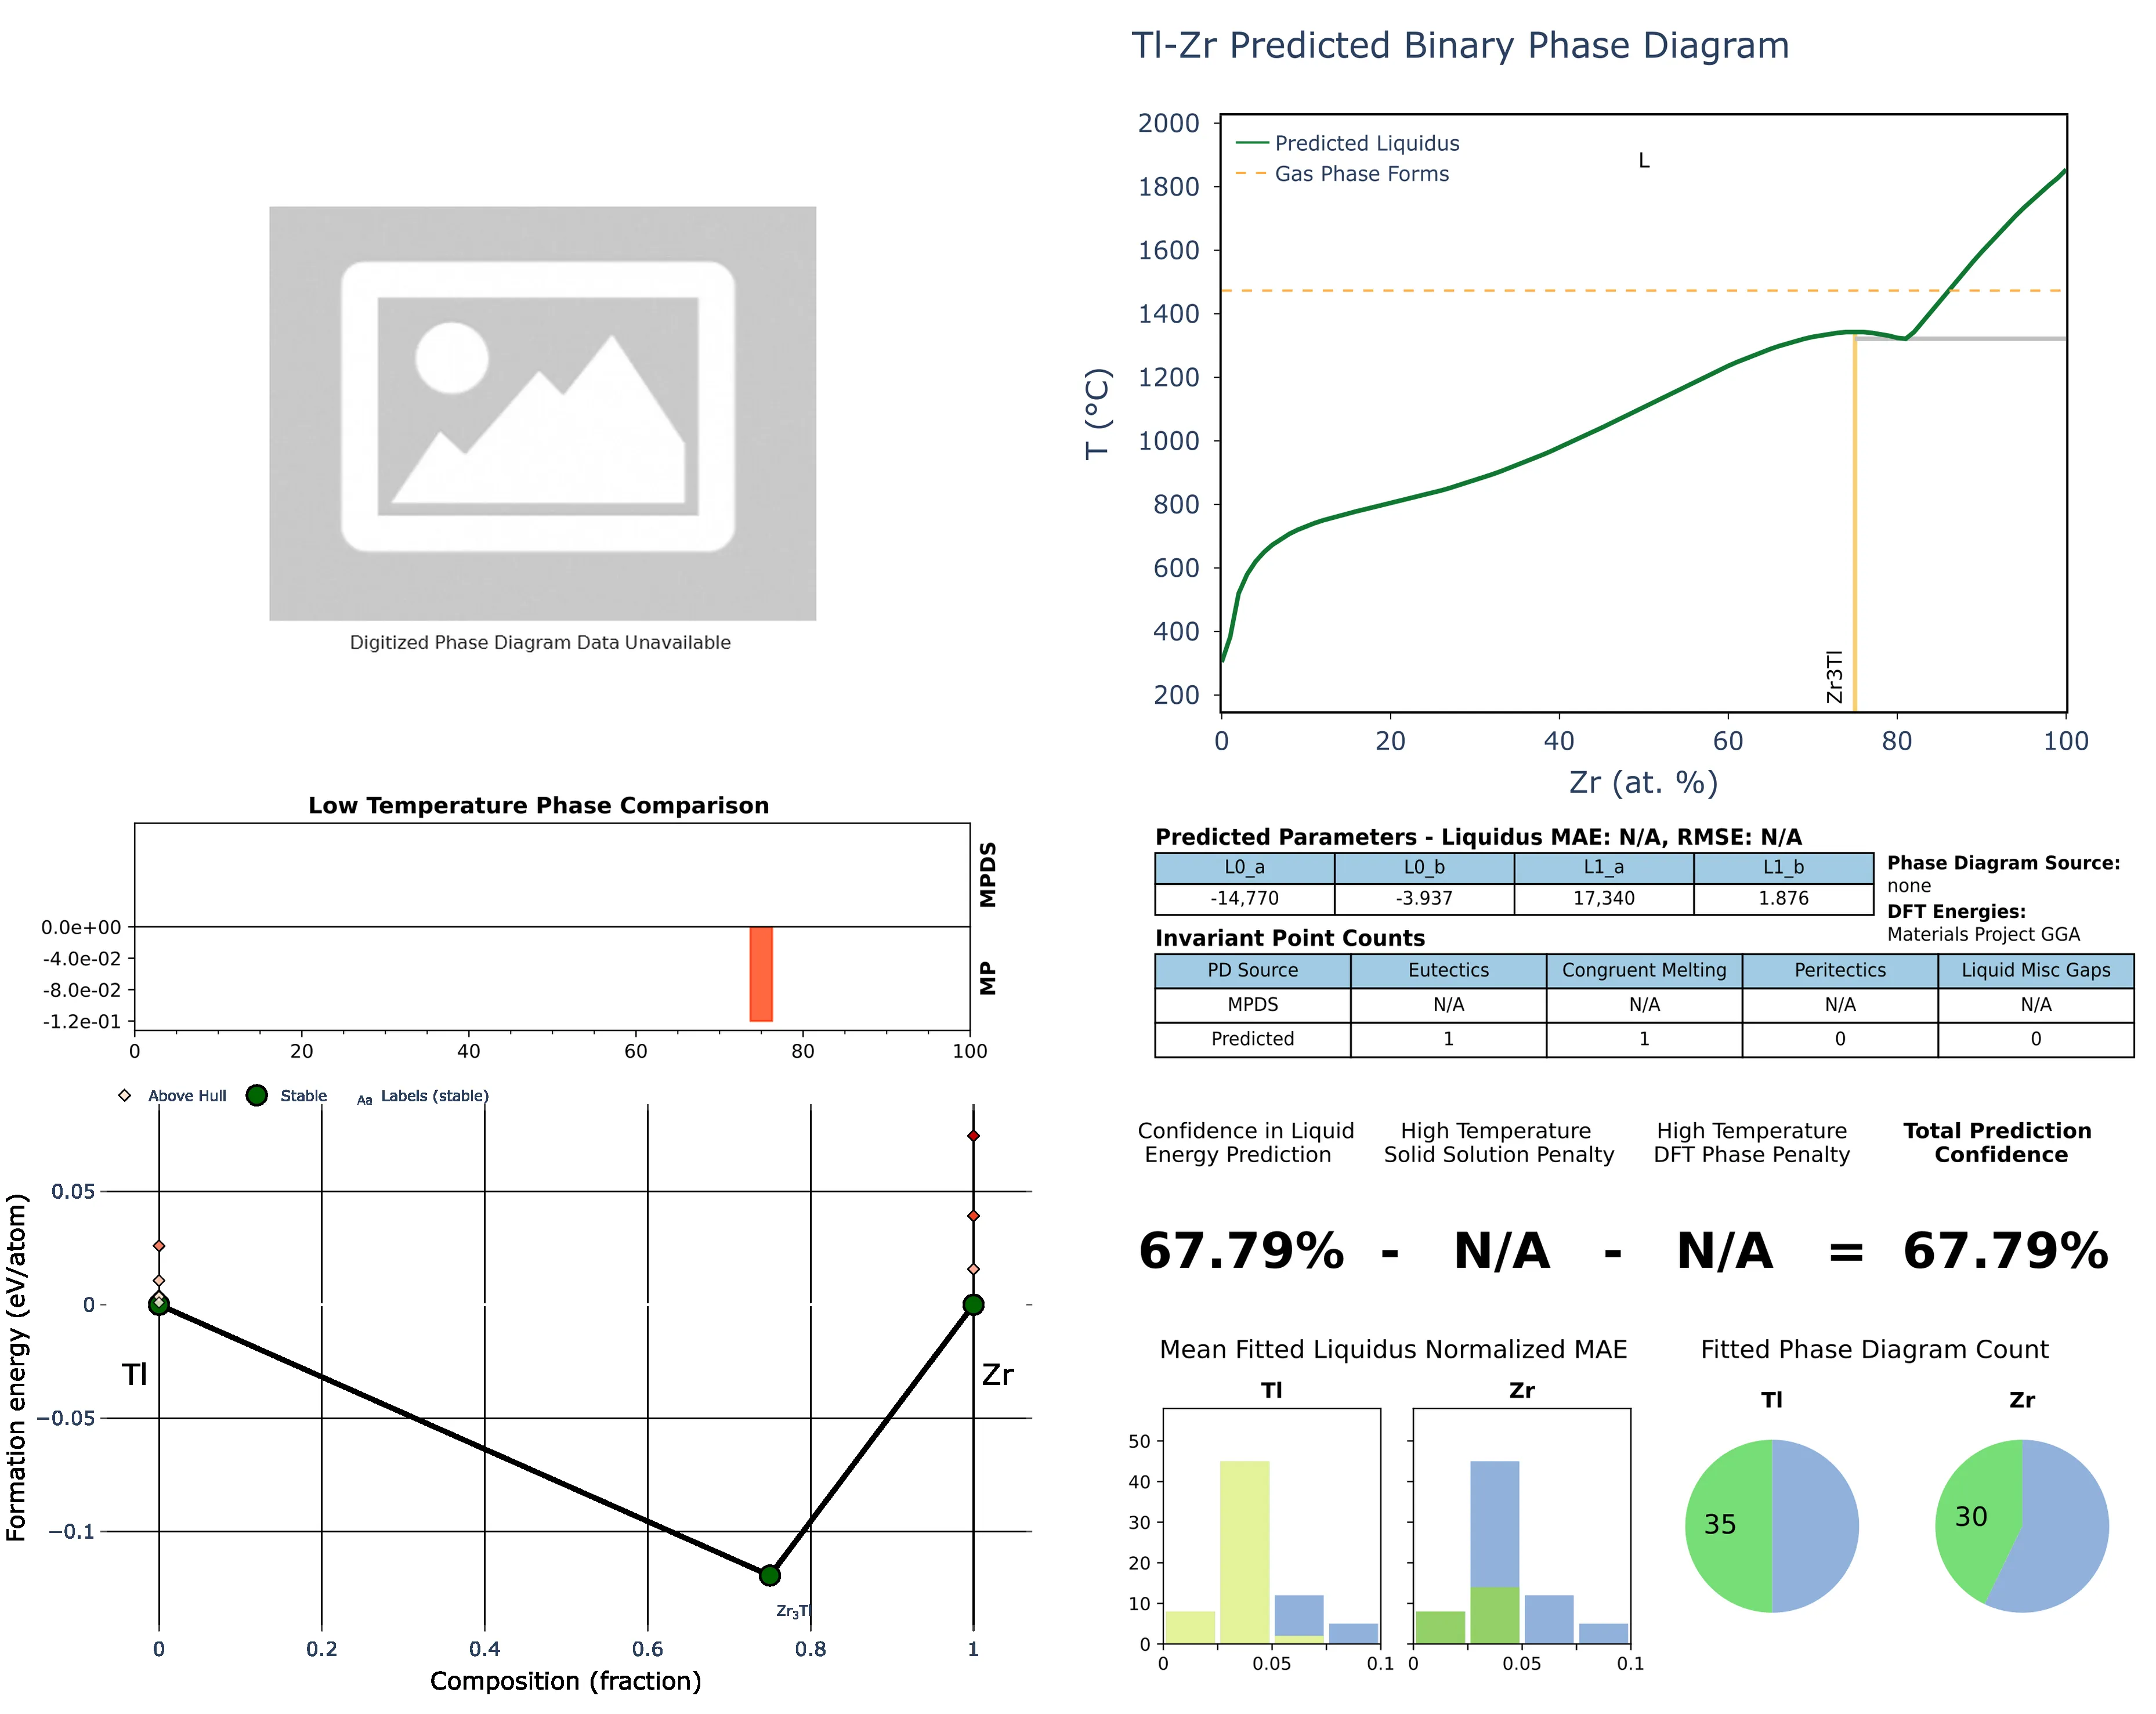 Tl-Zr Predicted Binary Phase Diagram
2000
1800
1600
1400
1200
1000
800
600
400
200
T (°C)
Predicted Liquidus
Gas Phase Forms
L
Zr3Tl
0 20 40 60 80 100
Zr (at. %)
Digitized Phase Diagram Data Unavailable
Low Temperature Phase Comparison
0.0e+00
-4.0e-02
-8.0e-02
-1.2e-01
MPDS
MP
0 20 40 60 80 100
Predicted Parameters - Liquidus MAE: N/A, RMSE: N/A
L0_a L0_b L1_a L1_b
-14,770 -3.937 17,340 1.876
Phase Diagram Source:
none
DFT Energies:
Materials Project GGA
Invariant Point Counts
PD Source Eutectics Congruent Melting Peritectics Liquid Misc Gaps
MPDS N/A N/A N/A N/A
Predicted 1 1 0 0
Above Hull Stable Aa Labels (stable)
0.05
0
−0.05
−0.1
Formation energy (eV/atom)
Tl
Zr
Zr3Tl
0 0.2 0.4 0.6 0.8 1
Composition (fraction)
Confidence in Liquid
Energy Prediction
High Temperature
Solid Solution Penalty
High Temperature
DFT Phase Penalty
Total Prediction
Confidence
67.79% - N/A - N/A = 67.79%
Mean Fitted Liquidus Normalized MAE
Tl
Zr
50
40
30
20
10
0
0 0.05 0.1
0 0.05 0.1
Fitted Phase Diagram Count
Tl
Zr
35
30